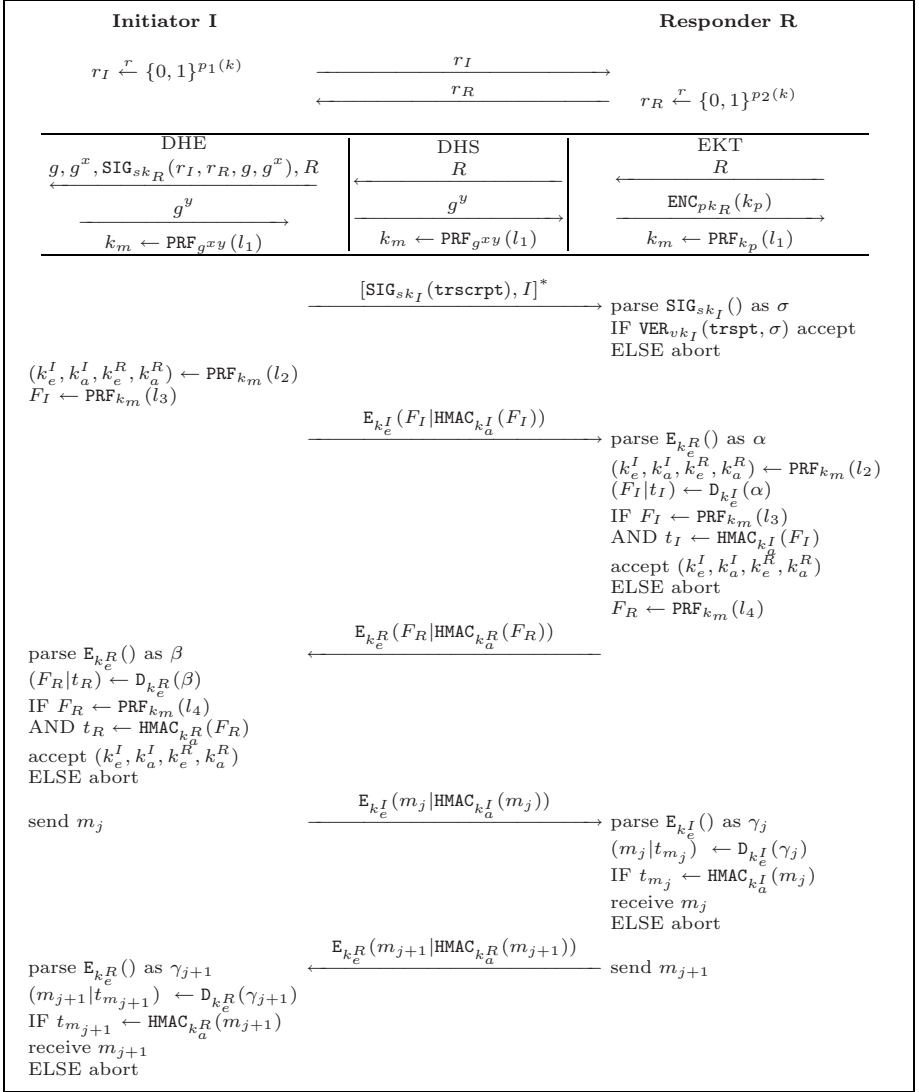 Initiator I Responder R
r_I ←^r {0, 1}^{p_1(k)} r_I
r_R r_R ←^r {0, 1}^{p_2(k)}
DHE DHS EKT
g, g^x, SIG_{sk_R}(r_I, r_R, g, g^x), R R R
g^y g^y ENC_{pk_R}(k_p)
k_m ← PRF_{g^{xy}}(l_1) k_m ← PRF_{g^{xy}}(l_1) k_m ← PRF_{k_p}(l_1)
[SIG_{sk_I}(trscrpt), I]^* parse SIG_{sk_I}() as σ
IF VER_{vk_I}(trspt, σ) accept
ELSE abort
(k_e^I, k_a^I, k_e^R, k_a^R) ← PRF_{k_m}(l_2)
F_I ← PRF_{k_m}(l_3)
E_{k_e^I}(F_I|HMAC_{k_a^I}(F_I)) parse E_{k_e^R}() as α
(k_e^I, k_a^I, k_e^R, k_a^R) ← PRF_{k_m}(l_2)
(F_I|t_I) ← D_{k_e^I}(α)
IF F_I ← PRF_{k_m}(l_3)
AND t_I ← HMAC_{k_a^I}(F_I)
accept (k_e^I, k_a^I, k_e^R, k_a^R)
ELSE abort
F_R ← PRF_{k_m}(l_4)
E_{k_e^R}(F_R|HMAC_{k_a^R}(F_R))
parse E_{k_e^R}() as β
(F_R|t_R) ← D_{k_e^R}(β)
IF F_R ← PRF_{k_m}(l_4)
AND t_R ← HMAC_{k_a^R}(F_R)
accept (k_e^I, k_a^I, k_e^R, k_a^R)
ELSE abort
send m_j E_{k_e^I}(m_j|HMAC_{k_a^I}(m_j)) parse E_{k_e^I}() as γ_j
(m_j|t_{m_j}) ← D_{k_e^I}(γ_j)
IF t_{m_j} ← HMAC_{k_a^I}(m_j)
receive m_j
ELSE abort
E_{k_e^R}(m_{j+1}|HMAC_{k_a^R}(m_{j+1}))
parse E_{k_e^R}() as γ_{j+1} send m_{j+1}
(m_{j+1}|t_{m_{j+1}}) ← D_{k_e^R}(γ_{j+1})
IF t_{m_{j+1}} ← HMAC_{k_a^R}(m_{j+1})
receive m_{j+1}
ELSE abort